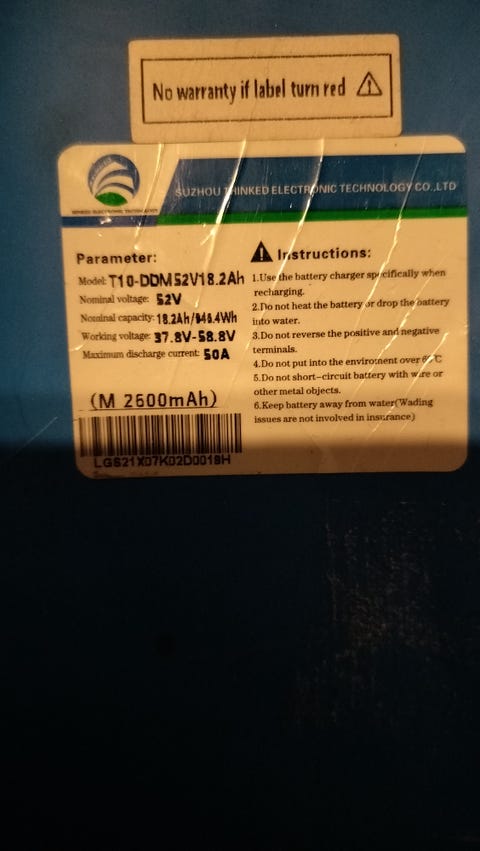 No warranty if label turn red
THINKED ELECTRONIC TECHNOLOGY
SUZHOU THINKED ELECTRONIC TECHNOLOGY CO.,LTD
Parameter:
Model: T10-DDM52V18.2Ah
Nominal voltage: 52V
Nominal capacity: 18.2Ah/946.4Wh
Working voltage: 37.8V-58.8V
Maximum discharge current: 50A
(M 2600mAh)
LGS21X07K02D0019H
Instructions:
1.Use the battery charger specifically when
recharging.
2.Do not heat the battery or drop the battery
into water.
3.Do not reverse the positive and negative
terminals.
4.Do not put into the enviroment over ℃
5.Do not short-circuit battery with wire or
other metal objects.
6.Keep battery away from water(Wading
issues are not involved in insurance)